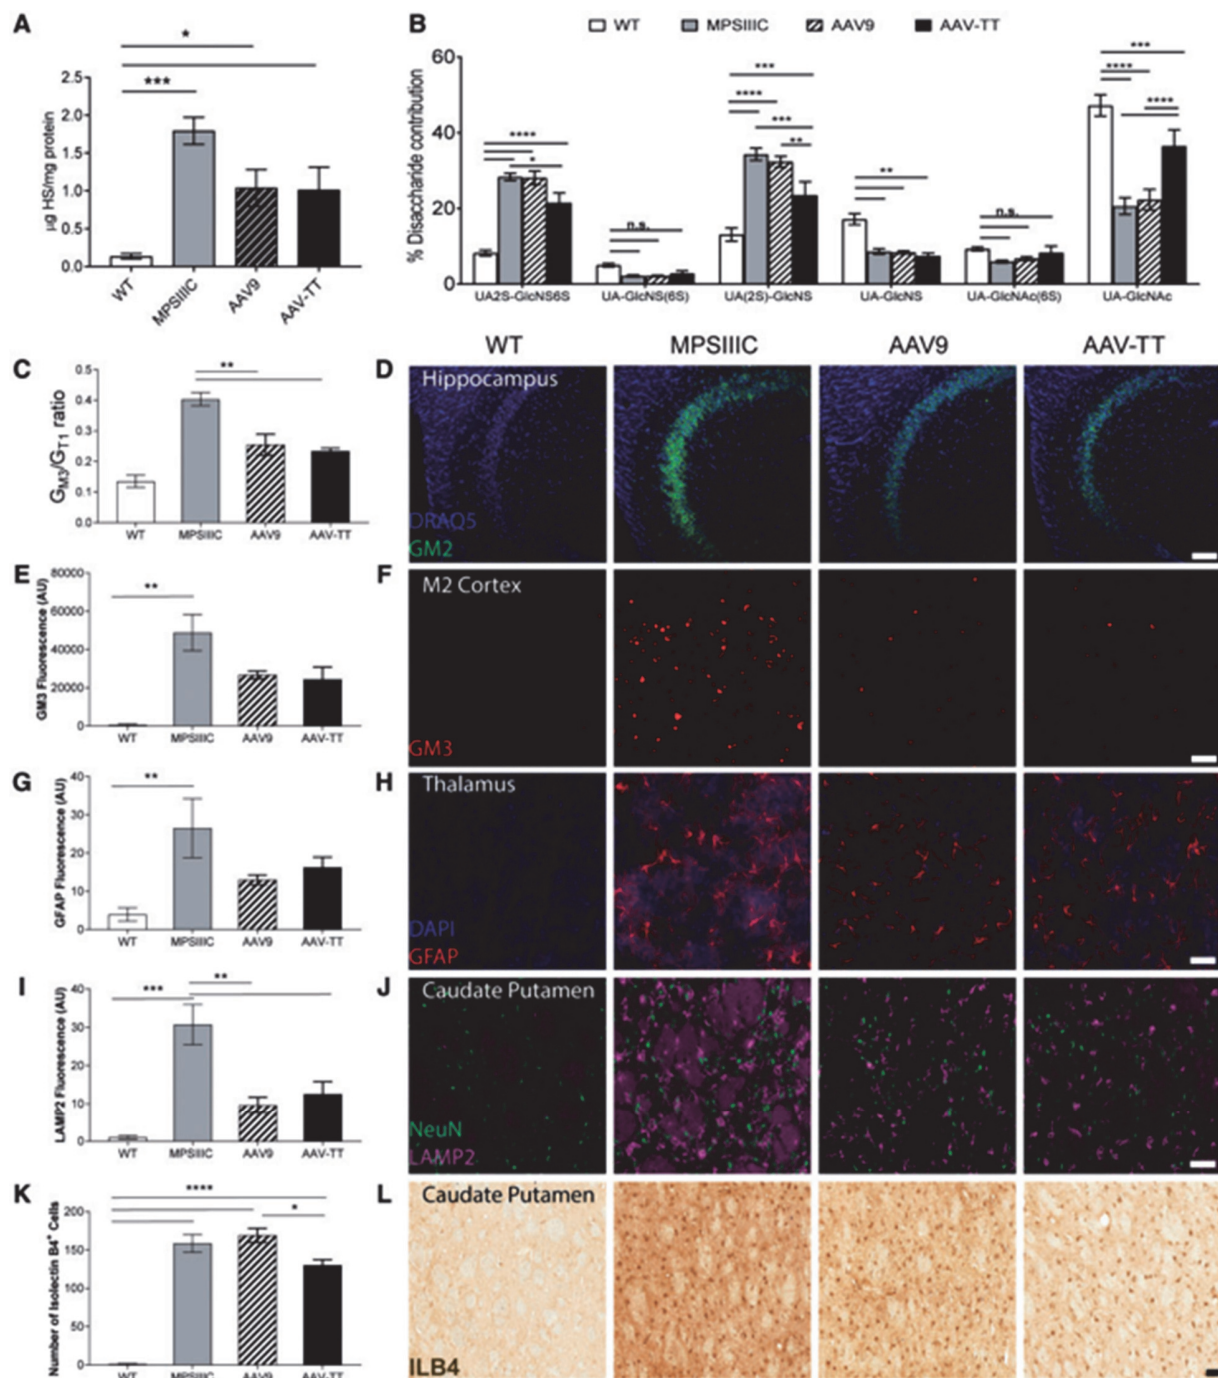 A
*
***
µg HS/mg protein
2.5
2.0
1.5
1.0
0.5
0.0
WT
MPSIIIC
AAV9
AAV-TT
B
WT MPSIIIC AAV9 AAV-TT
% Disaccharide contribution
60
40
20
0
****
*
n.s.
***
****
***
**
**
n.s.
***
****
****
UA2S-GlcNS6S UA-GlcNS(6S) UA(2S)-GlcNS UA-GlcNS UA-GlcNAc(6S) UA-GlcNAc
C
GM3/GT1 ratio
0.5
0.4
0.3
0.2
0.1
0.0
**
WT MPSIIIC AAV9 AAV-TT
WT MPSIIIC AAV9 AAV-TT
D
Hippocampus
DRAQ5
GM2
E
GM3 Fluorescence (AU)
80000
60000
40000
20000
0
**
WT MPSIIIC AAV9 AAV-TT
F
M2 Cortex
GM3
G
GFAP Fluorescence (AU)
40
30
20
10
0
**
WT MPSIIIC AAV9 AAV-TT
H
Thalamus
DAPI
GFAP
I
LAMP2 Fluorescence (AU)
40
30
20
10
0
***
**
WT MPSIIIC AAV9 AAV-TT
J
Caudate Putamen
NeuN
LAMP2
K
Number of Isolectin B4+ Cells
200
150
100
50
0
****
*
WT MPSIIIC AAV9 AAV-TT
L
Caudate Putamen
ILB4